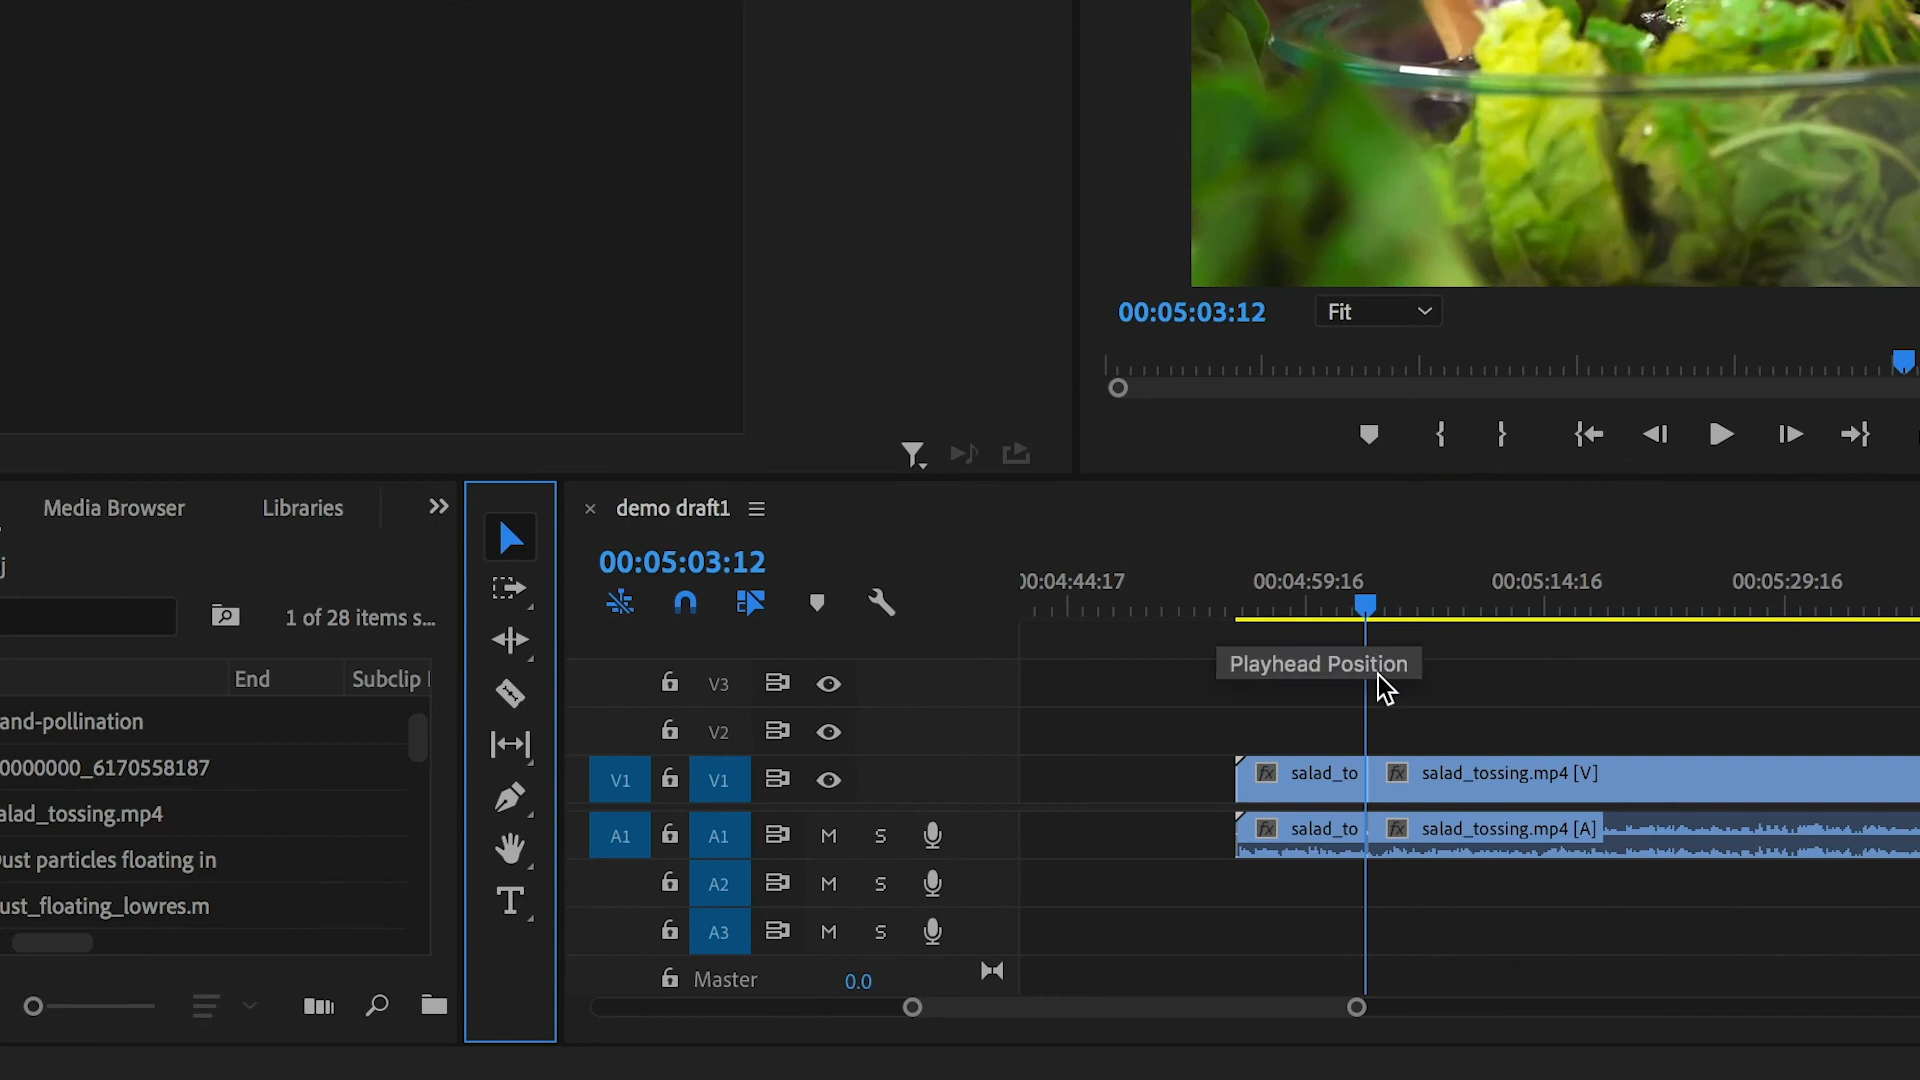 00:05:03:12
Fit
Media Browser
Libraries
demo draft1
00:05:03:12
1 of 28 items s...
End
Subclip
and-pollination
0000000_6170558187
alad_tossing.mp4
ust particles floating in
ust_floating_lowres.m
00:04:44:17
00:04:59:16
00:05:14:16
00:05:29:16
Playhead Position
V3
V2
V1 V1
salad_to
fx salad_tossing.mp4 [V]
A1 A1 M S
salad_to
fx salad_tossing.mp4 [A]
A2 M S
A3 M S
Master 0.0